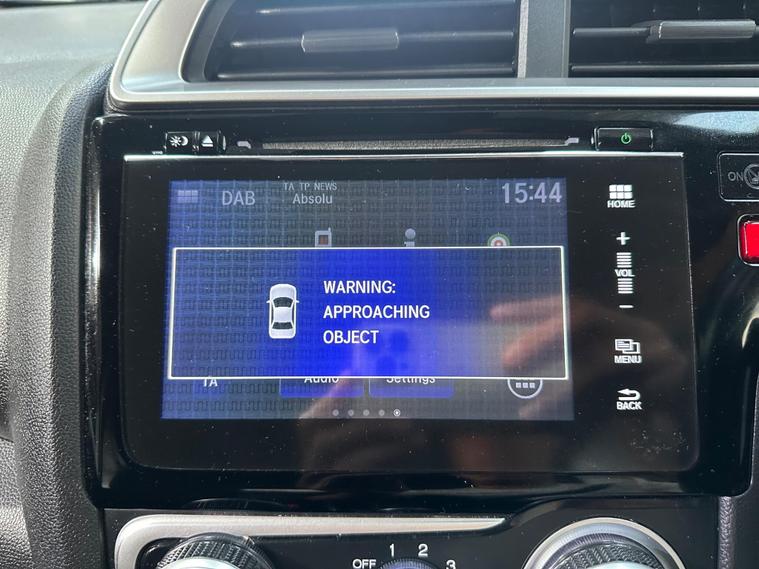 ON
TA TP NEWS
DAB
Absolu
15:44
HOME
+
VOL
−
WARNING:
APPROACHING
OBJECT
MENU
TA
Audio
Settings
BACK
OFF 1 2 3